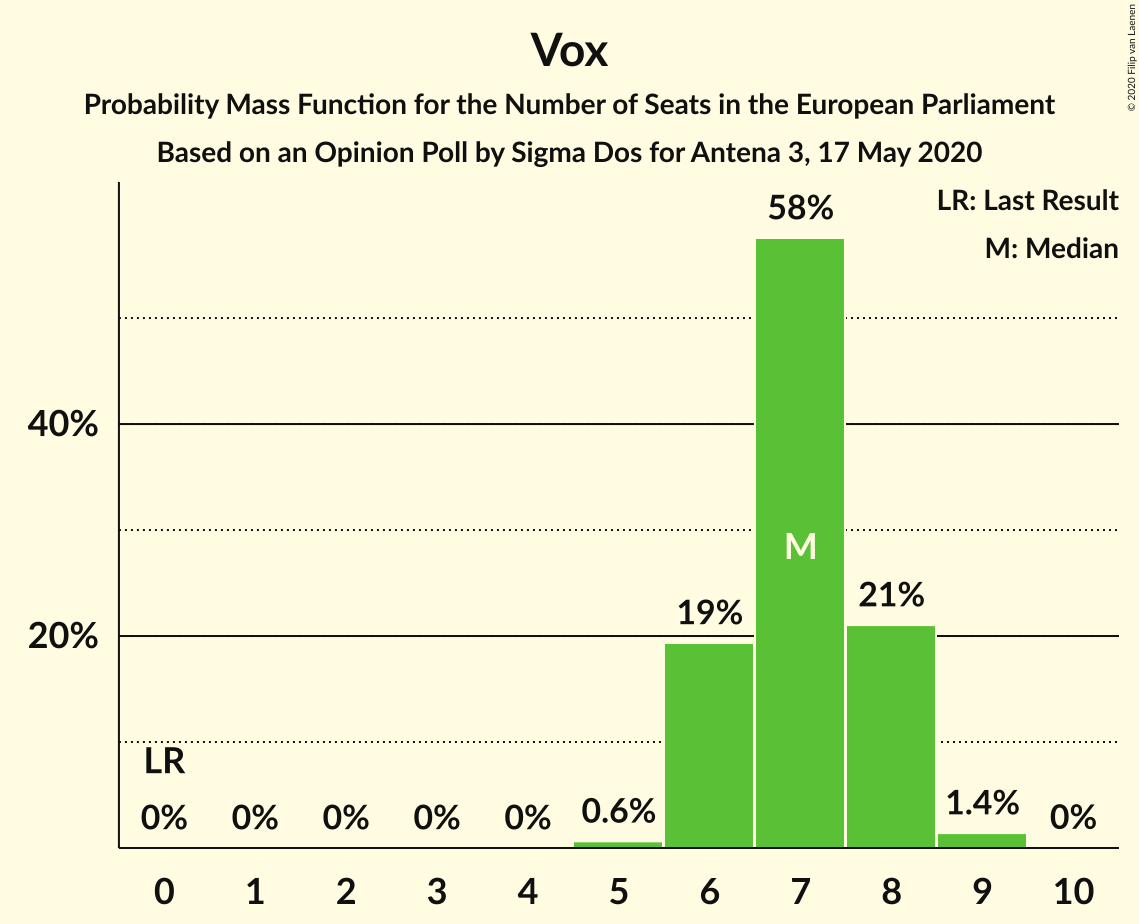 Vox
Probability Mass Function for the Number of Seats in the European Parliament
Based on an Opinion Poll by Sigma Dos for Antena 3, 17 May 2020
© 2020 Filip van Laenen
LR: Last Result
M: Median
58%
40%
M
21%
19%
20%
LR
0% 0% 0% 0% 0% 0.6% 1.4% 0%
0 1 2 3 4 5 6 7 8 9 10